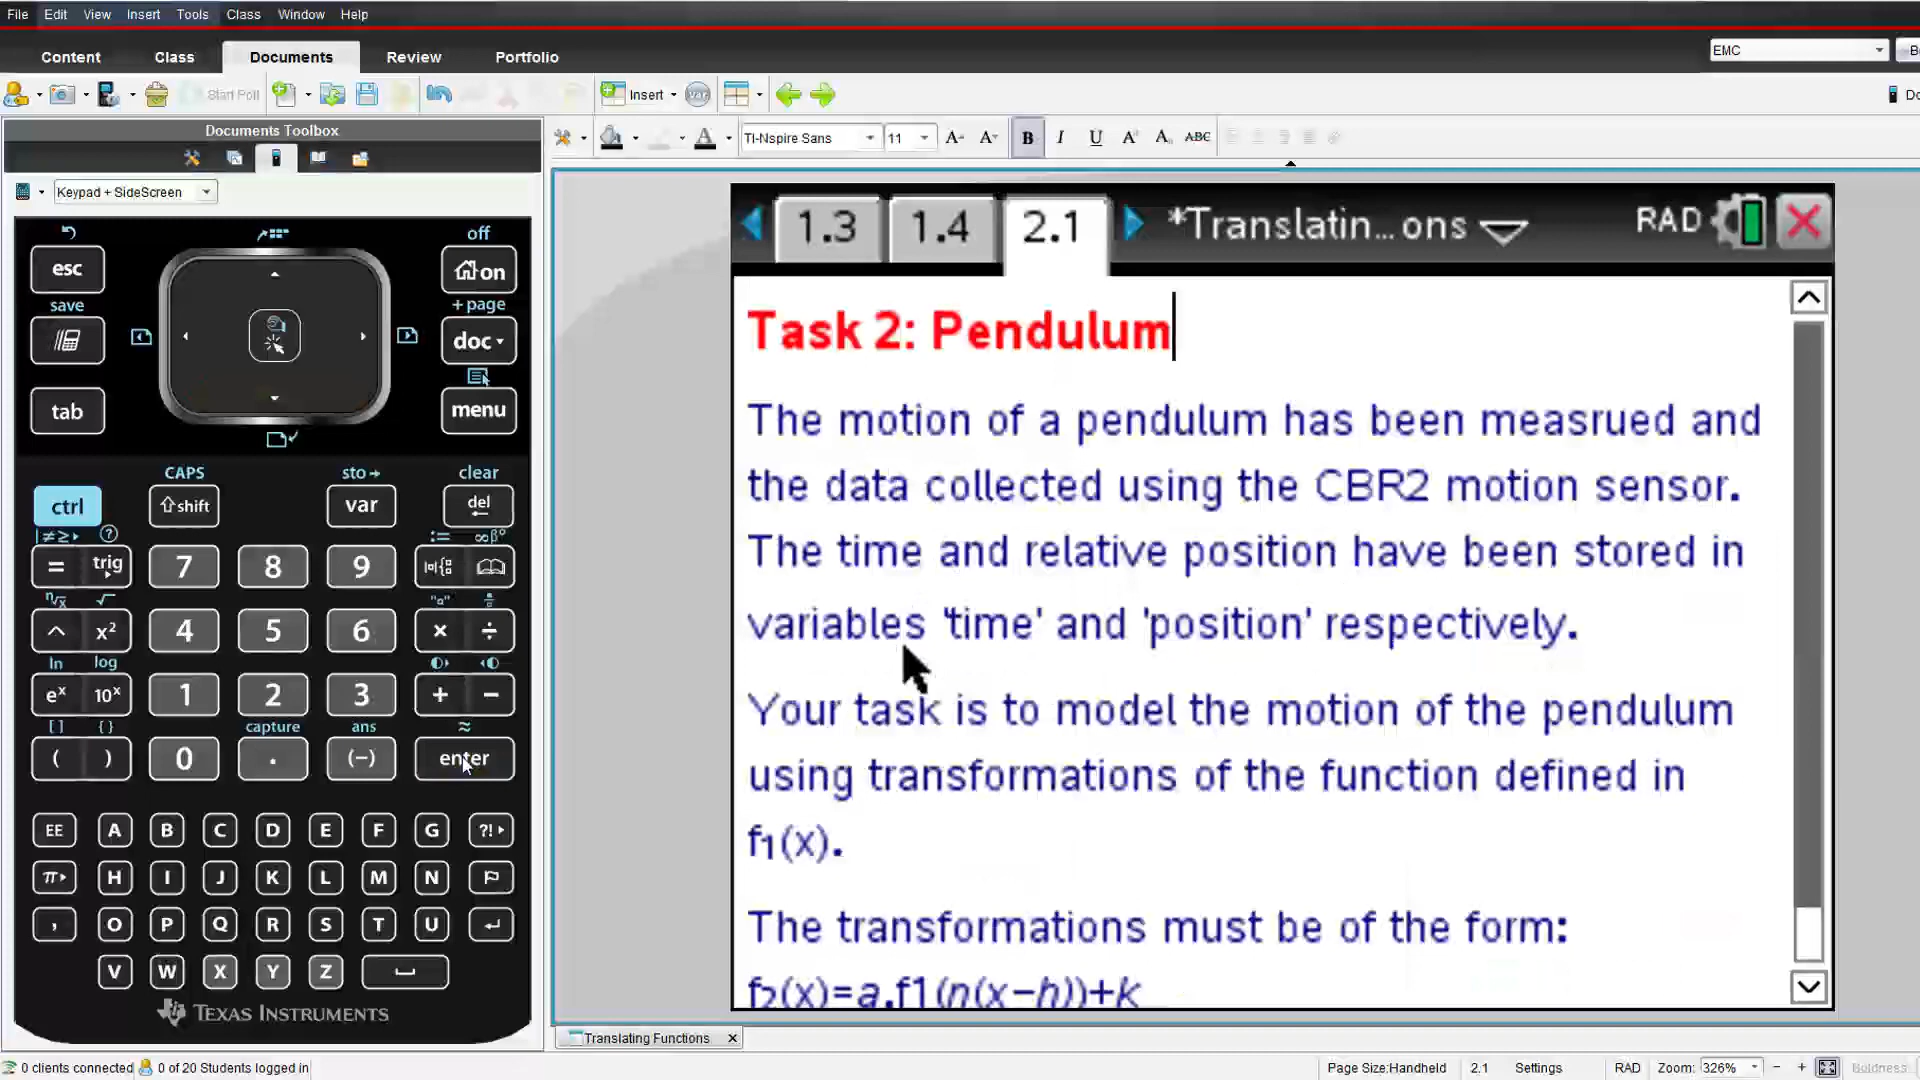 File Edit View Insert Tools Class Window Help
Content Class Documents Review Portfolio EMC
Start Poll Insert var
Documents Toolbox
TI-Nspire Sans 11 A A A B I U A A ABC
Keypad + SideScreen
off
esc on
save + page
doc
tab menu
CAPS sto clear
ctrl shift var del
= trig 7 8 9
^ x² 4 5 6 × ÷
ln log
eˣ 10ˣ 1 2 3 + −
[ ] { } capture ans ≈
( ) 0 . (−) enter
EE A B C D E F G ?!
π H I J K L M N
, O P Q R S T U
V W X Y Z
TEXAS INSTRUMENTS
1.3 1.4 2.1 *Translatin...ons RAD
Task 2: Pendulum
The motion of a pendulum has been measrued and
the data collected using the CBR2 motion sensor.
The time and relative position have been stored in
variables 'time' and 'position' respectively.
Your task is to model the motion of the pendulum
using transformations of the function defined in
f1(x).
The transformations must be of the form:
f2(x)=a.f1(n(x−h))+k
Translating Functions
0 clients connected 0 of 20 Students logged in
Page Size:Handheld 2.1 Settings RAD Zoom: 326% − + Boldness